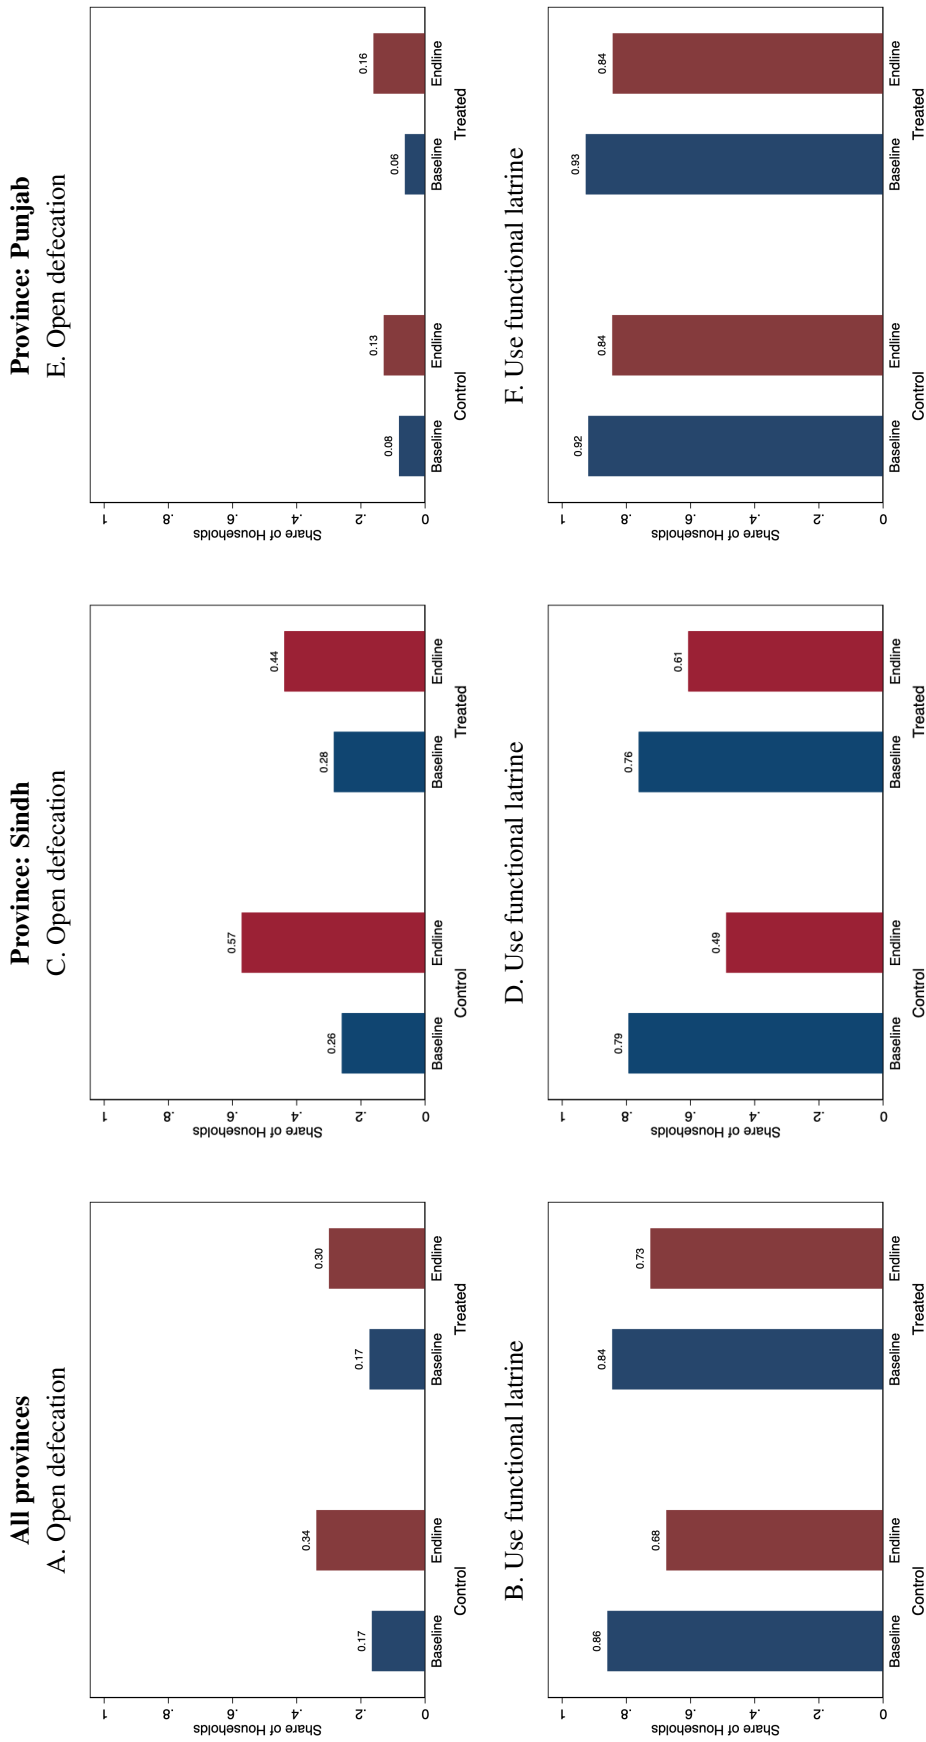 All provinces
A. Open defecation
Share of Households
0 .2 .4 .6 .8 1
0.17 0.34 0.17 0.30
Baseline Endline Baseline Endline
Control Treated
B. Use functional latrine
Share of Households
0 .2 .4 .6 .8 1
0.86 0.68 0.84 0.73
Baseline Endline Baseline Endline
Control Treated
Province: Sindh
C. Open defecation
Share of Households
0 .2 .4 .6 .8 1
0.26 0.57 0.28 0.44
Baseline Endline Baseline Endline
Control Treated
D. Use functional latrine
Share of Households
0 .2 .4 .6 .8 1
0.79 0.49 0.76 0.61
Baseline Endline Baseline Endline
Control Treated
Province: Punjab
E. Open defecation
Share of Households
0 .2 .4 .6 .8 1
0.08 0.13 0.06 0.16
Baseline Endline Baseline Endline
Control Treated
F. Use functional latrine
Share of Households
0 .2 .4 .6 .8 1
0.92 0.84 0.93 0.84
Baseline Endline Baseline Endline
Control Treated